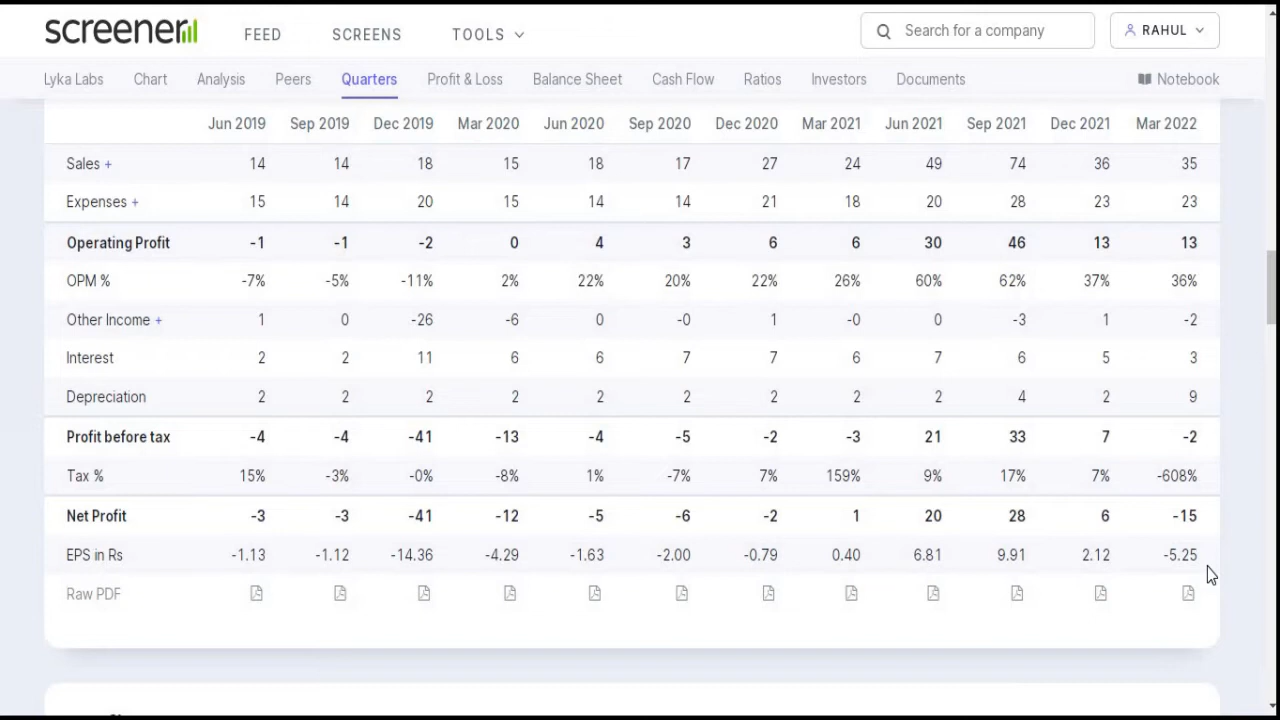 screener FEED SCREENS TOOLS Search for a company RAHUL
Lyka Labs Chart Analysis Peers Quarters Profit & Loss Balance Sheet Cash Flow Ratios Investors Documents Notebook
Jun 2019 Sep 2019 Dec 2019 Mar 2020 Jun 2020 Sep 2020 Dec 2020 Mar 2021 Jun 2021 Sep 2021 Dec 2021 Mar 2022
Sales + 14 14 18 15 18 17 27 24 49 74 36 35
Expenses + 15 14 20 15 14 14 21 18 20 28 23 23
Operating Profit -1 -1 -2 0 4 3 6 6 30 46 13 13
OPM % -7% -5% -11% 2% 22% 20% 22% 26% 60% 62% 37% 36%
Other Income + 1 0 -26 -6 0 -0 1 -0 0 -3 1 -2
Interest 2 2 11 6 6 7 7 6 7 6 5 3
Depreciation 2 2 2 2 2 2 2 2 2 4 2 9
Profit before tax -4 -4 -41 -13 -4 -5 -2 -3 21 33 7 -2
Tax % 15% -3% -0% -8% 1% -7% 7% 159% 9% 17% 7% -608%
Net Profit -3 -3 -41 -12 -5 -6 -2 1 20 28 6 -15
EPS in Rs -1.13 -1.12 -14.36 -4.29 -1.63 -2.00 -0.79 0.40 6.81 9.91 2.12 -5.25
Raw PDF